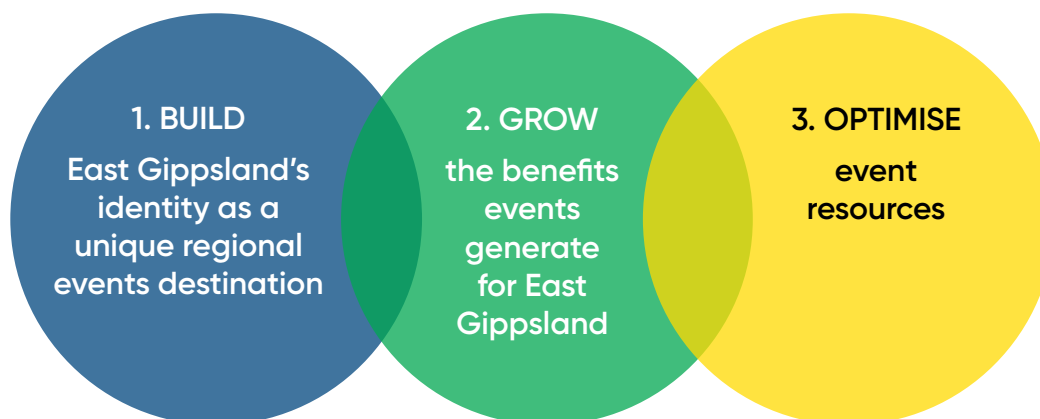 1. BUILD
East Gippsland’s
identity as a
unique regional
events destination
2. GROW
the benefits
events
generate
for East
Gippsland
3. OPTIMISE
event
resources